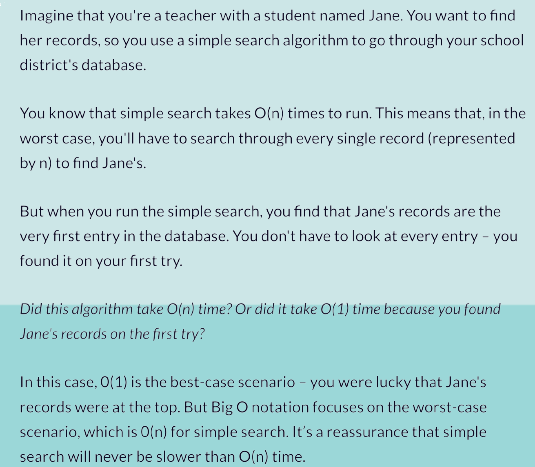 Imagine that you're a teacher with a student named Jane. You want to find
her records, so you use a simple search algorithm to go through your school
district's database.
You know that simple search takes O(n) times to run. This means that, in the
worst case, you'll have to search through every single record (represented
by n) to find Jane's.
But when you run the simple search, you find that Jane's records are the
very first entry in the database. You don't have to look at every entry – you
found it on your first try.
Did this algorithm take O(n) time? Or did it take O(1) time because you found
Jane's records on the first try?
In this case, 0(1) is the best-case scenario – you were lucky that Jane's
records were at the top. But Big O notation focuses on the worst-case
scenario, which is 0(n) for simple search. It’s a reassurance that simple
search will never be slower than O(n) time.